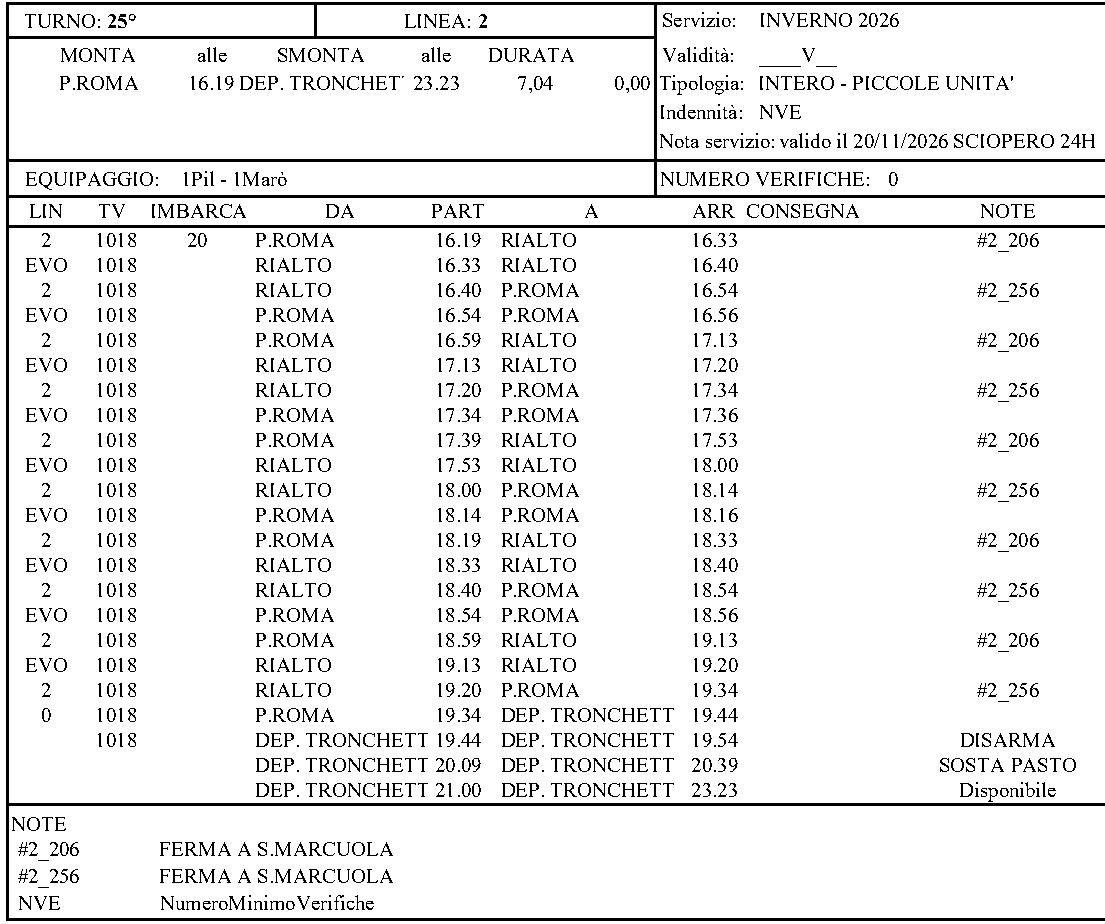 TURNO: 25° LINEA: 2 Servizio: INVERNO 2026
MONTA alle SMONTA alle DURATA Validità: ____V__
P.ROMA 16.19 DEP. TRONCHET 23.23 7,04 0,00 Tipologia: INTERO - PICCOLE UNITA'
Indennità: NVE
Nota servizio: valido il 20/11/2026 SCIOPERO 24H
EQUIPAGGIO: 1Pil - 1Marò NUMERO VERIFICHE: 0
LIN TV IMBARCA DA PART A ARR CONSEGNA NOTE
2 1018 20 P.ROMA 16.19 RIALTO 16.33 #2_206
EVO 1018 RIALTO 16.33 RIALTO 16.40
2 1018 RIALTO 16.40 P.ROMA 16.54 #2_256
EVO 1018 P.ROMA 16.54 P.ROMA 16.56
2 1018 P.ROMA 16.59 RIALTO 17.13 #2_206
EVO 1018 RIALTO 17.13 RIALTO 17.20
2 1018 RIALTO 17.20 P.ROMA 17.34 #2_256
EVO 1018 P.ROMA 17.34 P.ROMA 17.36
2 1018 P.ROMA 17.39 RIALTO 17.53 #2_206
EVO 1018 RIALTO 17.53 RIALTO 18.00
2 1018 RIALTO 18.00 P.ROMA 18.14 #2_256
EVO 1018 P.ROMA 18.14 P.ROMA 18.16
2 1018 P.ROMA 18.19 RIALTO 18.33 #2_206
EVO 1018 RIALTO 18.33 RIALTO 18.40
2 1018 RIALTO 18.40 P.ROMA 18.54 #2_256
EVO 1018 P.ROMA 18.54 P.ROMA 18.56
2 1018 P.ROMA 18.59 RIALTO 19.13 #2_206
EVO 1018 RIALTO 19.13 RIALTO 19.20
2 1018 RIALTO 19.20 P.ROMA 19.34 #2_256
0 1018 P.ROMA 19.34 DEP. TRONCHETT 19.44
1018 DEP. TRONCHETT 19.44 DEP. TRONCHETT 19.54 DISARMA
DEP. TRONCHETT 20.09 DEP. TRONCHETT 20.39 SOSTA PASTO
DEP. TRONCHETT 21.00 DEP. TRONCHETT 23.23 Disponibile
NOTE
#2_206 FERMA A S.MARCUOLA
#2_256 FERMA A S.MARCUOLA
NVE NumeroMinimoVerifiche